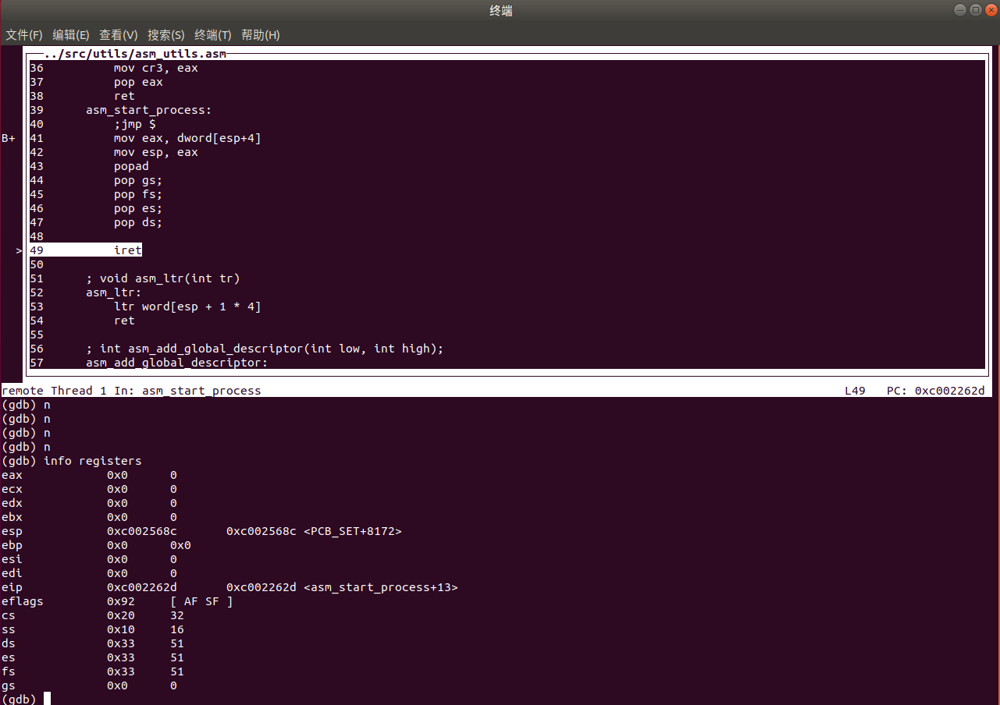 终端
文件(F) 编辑(E) 查看(V) 搜索(S) 终端(T) 帮助(H)
../src/utils/asm_utils.asm
36 mov cr3, eax
37 pop eax
38 ret
39 asm_start_process:
40 ;jmp $
B+ 41 mov eax, dword[esp+4]
42 mov esp, eax
43 popad
44 pop gs;
45 pop fs;
46 pop es;
47 pop ds;
48
> 49 iret
50
51 ; void asm_ltr(int tr)
52 asm_ltr:
53 ltr word[esp + 1 * 4]
54 ret
55
56 ; int asm_add_global_descriptor(int low, int high);
57 asm_add_global_descriptor:
remote Thread 1 In: asm_start_process L49 PC: 0xc002262d
(gdb) n
(gdb) n
(gdb) n
(gdb) n
(gdb) info registers
eax 0x0 0
ecx 0x0 0
edx 0x0 0
ebx 0x0 0
esp 0xc002568c 0xc002568c <PCB_SET+8172>
ebp 0x0 0x0
esi 0x0 0
edi 0x0 0
eip 0xc002262d 0xc002262d <asm_start_process+13>
eflags 0x92 [ AF SF ]
cs 0x20 32
ss 0x10 16
ds 0x33 51
es 0x33 51
fs 0x33 51
gs 0x0 0
(gdb)